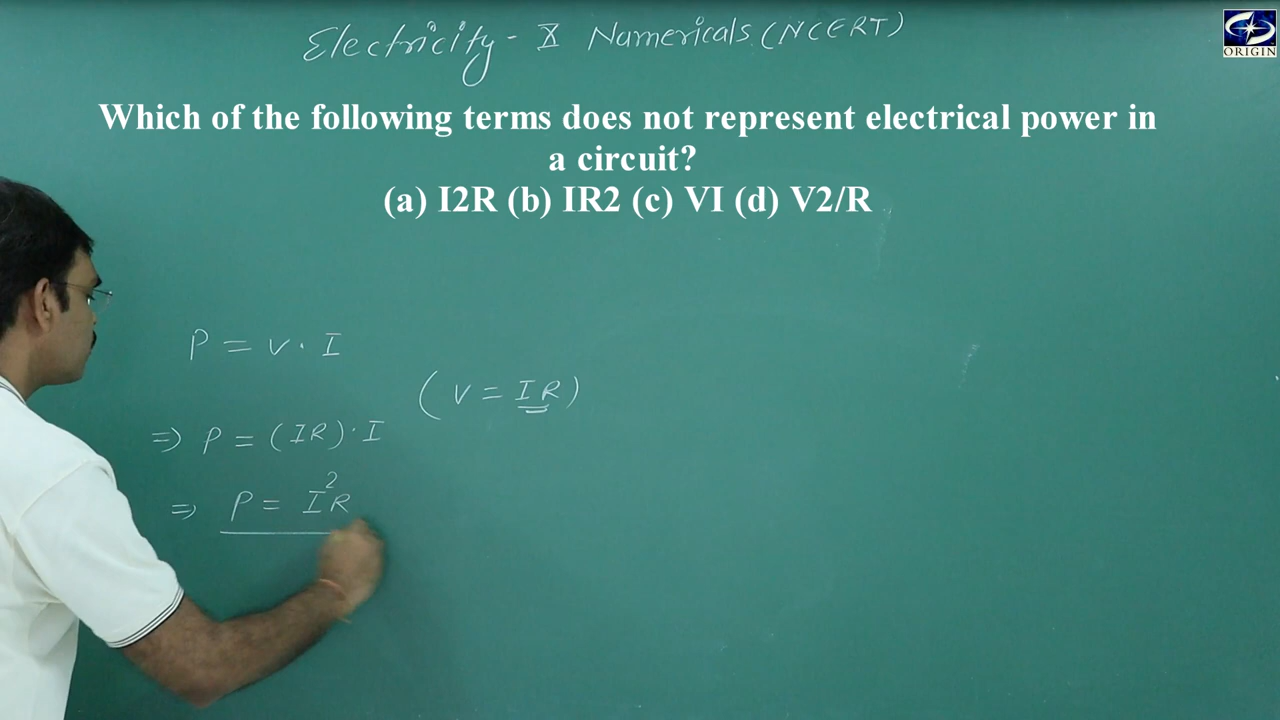 Electricity - X Numericals (NCERT)
ORIGIN
Which of the following terms does not represent electrical power in
a circuit?
(a) I2R (b) IR2 (c) VI (d) V2/R
P = V · I
(V = IR)
⇒ P = (IR) · I
⇒ P = I²R